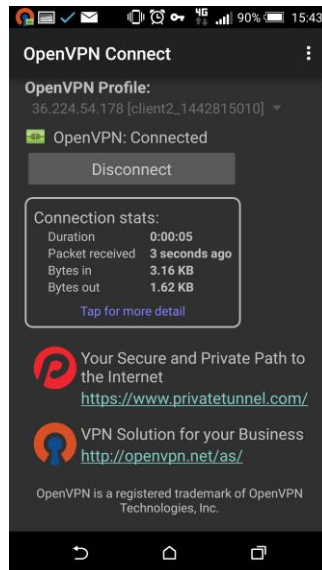 4G
90%
15:43
OpenVPN Connect
OpenVPN Profile:
36.224.54.178 [client2_1442815010]
OpenVPN: Connected
Disconnect
Connection stats:
Duration 0:00:05
Packet received 3 seconds ago
Bytes in 3.16 KB
Bytes out 1.62 KB
Tap for more detail
Your Secure and Private Path to
the Internet
https://www.privatetunnel.com/
VPN Solution for your Business
http://openvpn.net/as/
OpenVPN is a registered trademark of OpenVPN
Technologies, Inc.